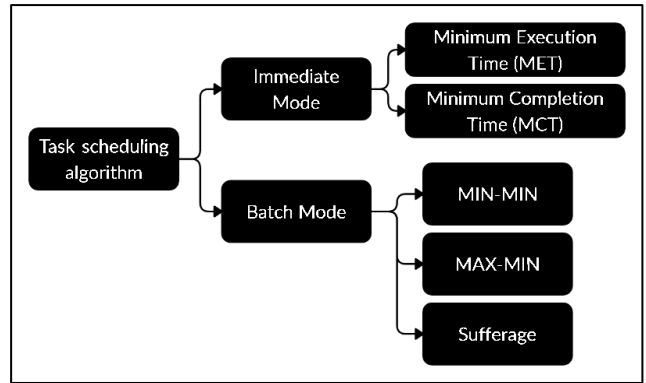 Task scheduling
algorithm
Immediate
Mode
Minimum Execution
Time (MET)
Minimum Completion
Time (MCT)
Batch Mode
MIN-MIN
MAX-MIN
Sufferage